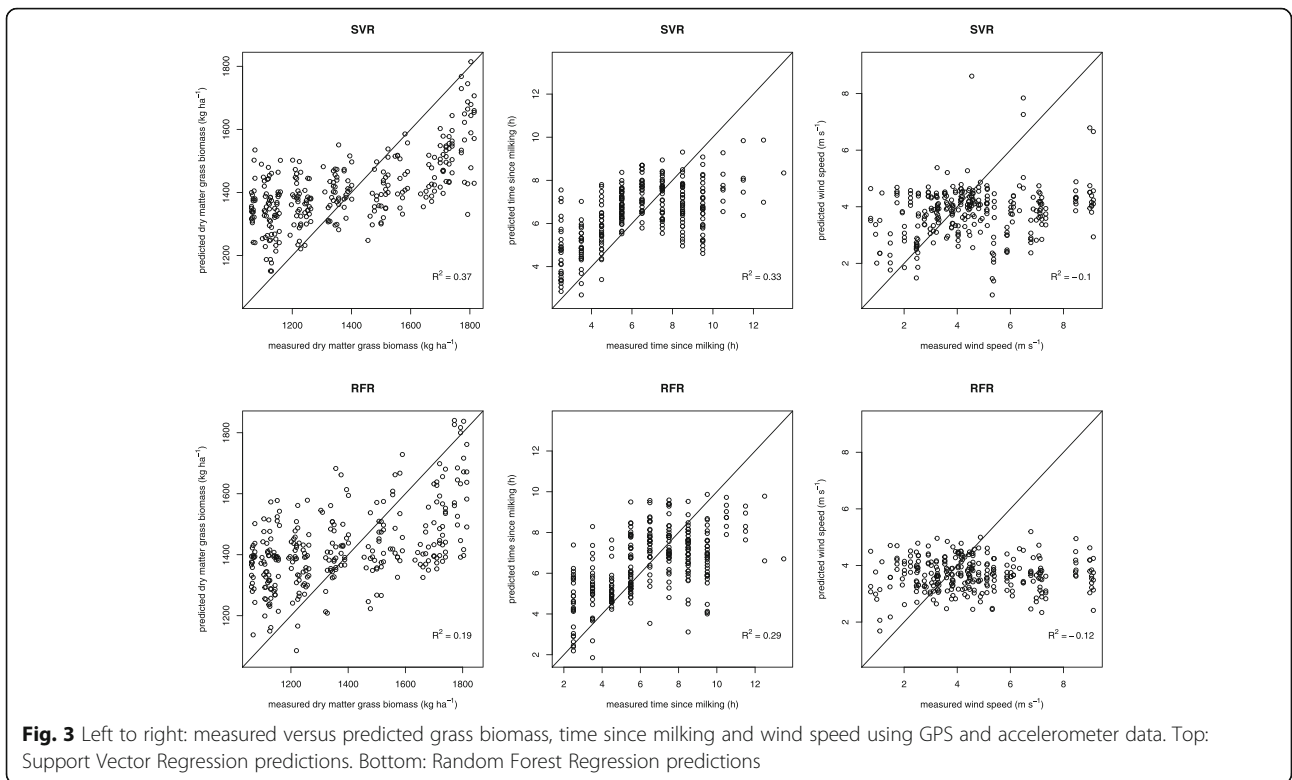 SVR
predicted dry matter grass biomass (kg ha⁻¹)
1200 1400 1600 1800
R² = 0.37
1200 1400 1600 1800
measured dry matter grass biomass (kg ha⁻¹)
SVR
predicted time since milking (h)
4 6 8 10 12
R² = 0.33
4 6 8 10 12
measured time since milking (h)
SVR
predicted wind speed (m s⁻¹)
2 4 6 8
R² = −0.1
2 4 6 8
measured wind speed (m s⁻¹)
RFR
predicted dry matter grass biomass (kg ha⁻¹)
1200 1400 1600 1800
R² = 0.19
1200 1400 1600 1800
measured dry matter grass biomass (kg ha⁻¹)
RFR
predicted time since milking (h)
2 4 6 8 10 12
R² = 0.29
2 4 6 8 10 12
measured time since milking (h)
RFR
predicted wind speed (m s⁻¹)
2 4 6 8
R² = −0.12
2 4 6 8
measured wind speed (m s⁻¹)
Fig. 3 Left to right: measured versus predicted grass biomass, time since milking and wind speed using GPS and accelerometer data. Top:
Support Vector Regression predictions. Bottom: Random Forest Regression predictions